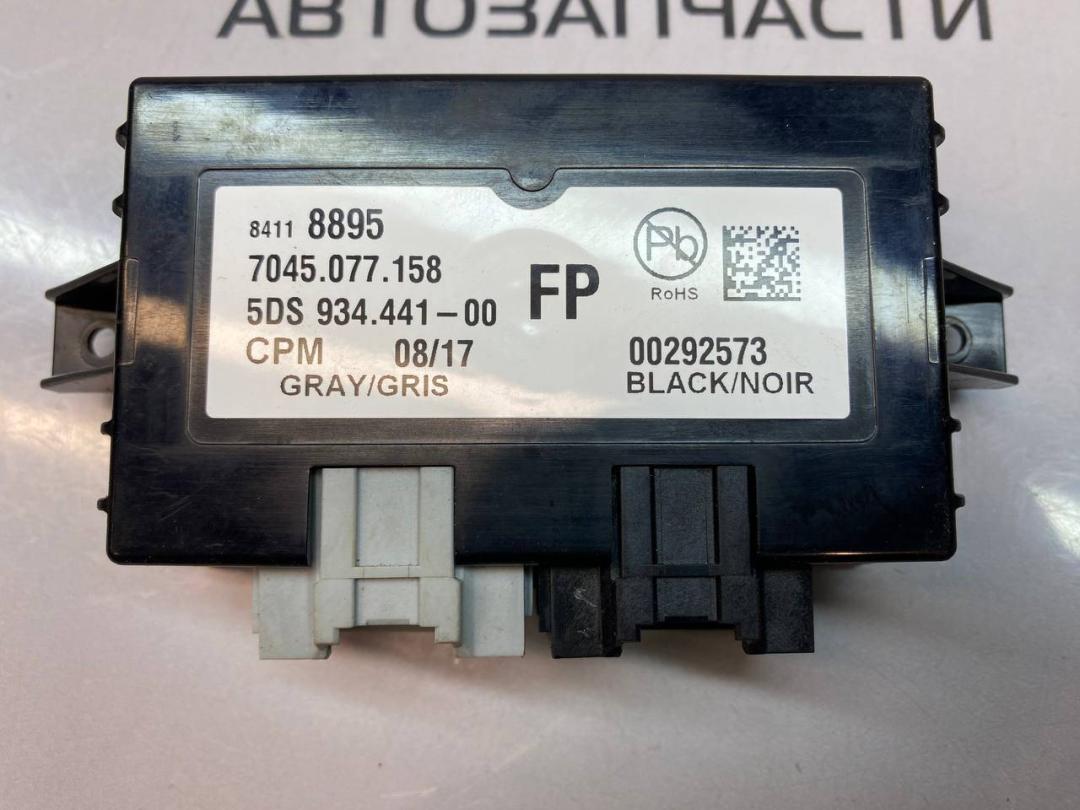 АВТОЗАПЧАСТИ
8411 8895
7045.077.158
5DS 934.441-00
FP
Pb
RoHS
CPM 08/17
00292573
GRAY/GRIS
BLACK/NOIR